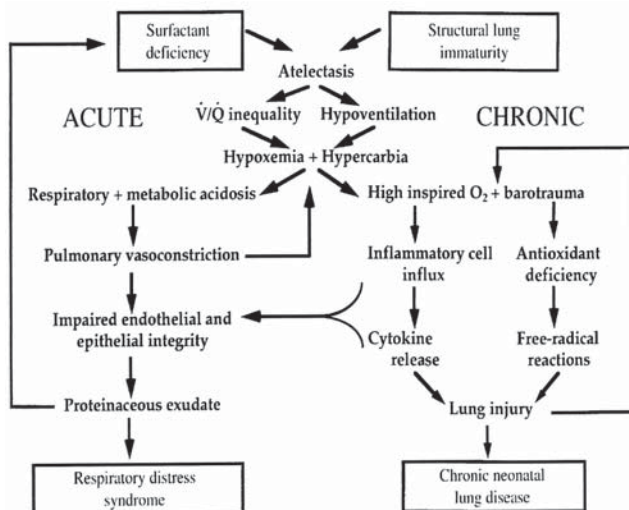 Surfactant
deficiency
Structural lung
immaturity
Atelectasis
ACUTE
V̇/Q̇ inequality
Hypoventilation
CHRONIC
Hypoxemia + Hypercarbia
Respiratory + metabolic acidosis
High inspired O₂ + barotrauma
Pulmonary vasoconstriction
Inflammatory cell
influx
Antioxidant
deficiency
Impaired endothelial and
epithelial integrity
Cytokine
release
Free-radical
reactions
Proteinaceous exudate
Lung injury
Respiratory distress
syndrome
Chronic neonatal
lung disease